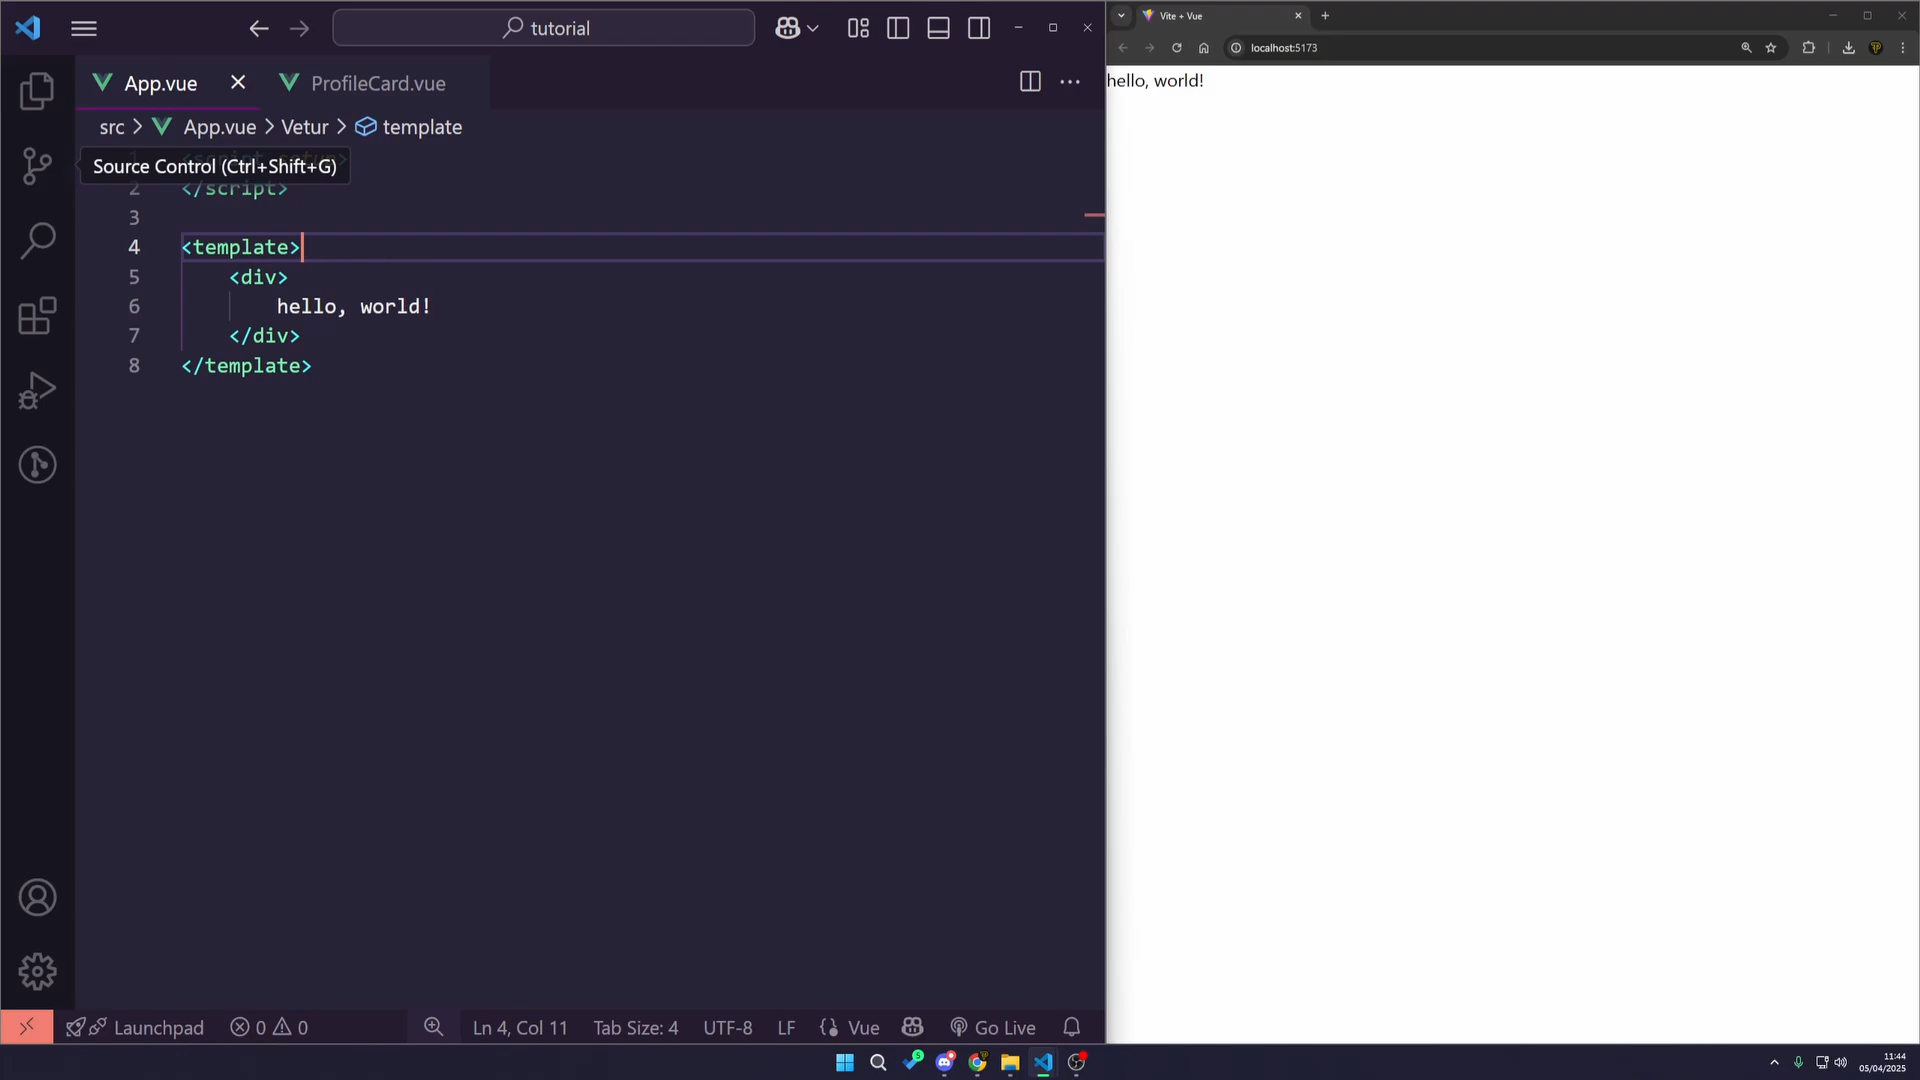 tutorial
App.vue
ProfileCard.vue
src > App.vue > Vetur > template
Source Control (Ctrl+Shift+G)
2 </script>
3
4 <template>
5 <div>
6 hello, world!
7 </div>
8 </template>
Launchpad 0 0 Ln 4, Col 11 Tab Size: 4 UTF-8 LF Vue Go Live
Vite + Vue
localhost:5173
hello, world!
5
11:44
05/04/2025